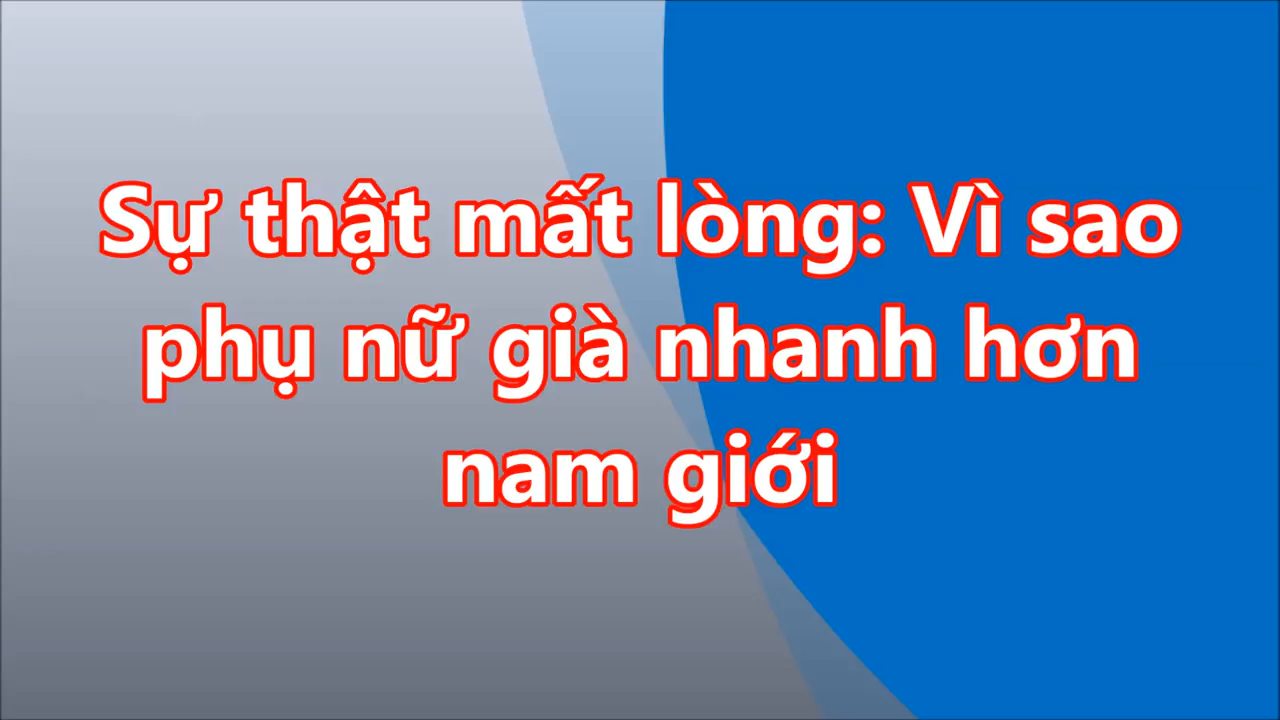 Sự thật mất lòng: Vì sao
phụ nữ già nhanh hơn
nam giới